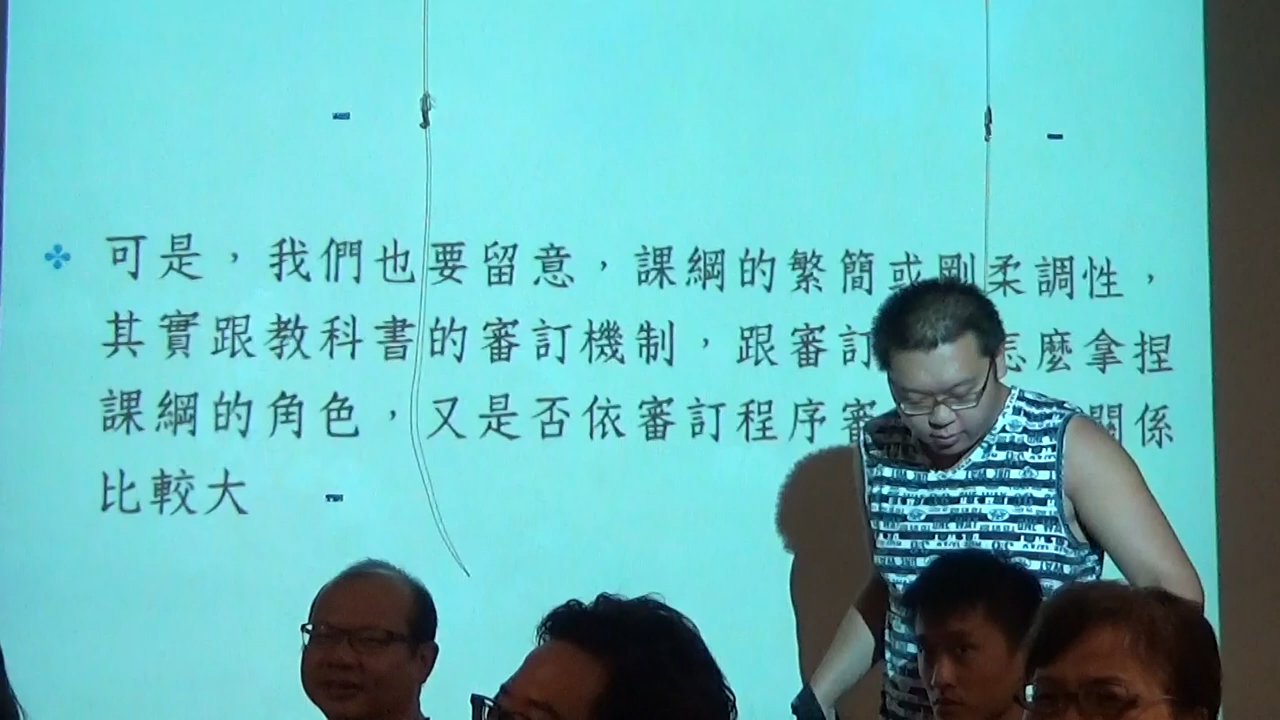 可是，我們也要留意，課綱的繁簡或剛柔調性，
其實跟教科書的審訂機制，跟審訂怎麼拿捏
課綱的角色，又是否依審訂程序審關係
比較大